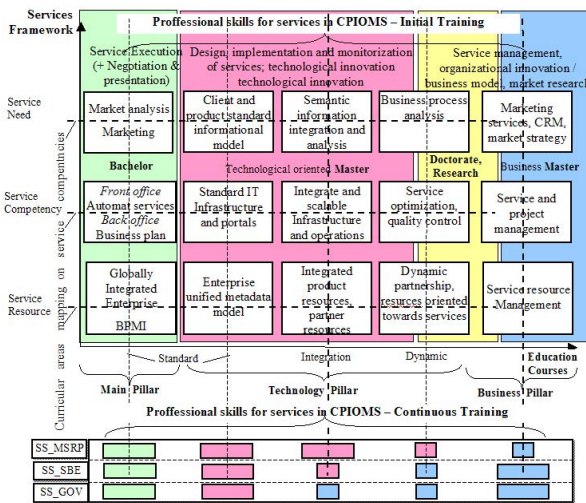 Services
Framework
Proffessional skills for services in CPIOMS – Initial Training
Service Execution
(+ Negotiation &
presentation)
Design, implementation and monitorization
of services; technological innovation
technological innovation
Service management,
organizational innovation /
business model, market research
Service
Need
Market analysis
Marketing
Client and
product standard
informational
model
Semantic
information
integration and
analysis
Business process
analysis
Marketing
services, CRM,
market strategy
Bachelor
Technological oriented Master
Doctorate,
Research
Business Master
Service
Competency
Front office
Automat services
Back office
Business plan
Standard IT
Infrastructure
and portals
Integrate and
scalable
Infrastructure
and operations
Service
optimization,
quality control
Service and
project
management
Service
Resource
Globally
Integrated
Enterprise
BPMI
Enterprise
unified metadata
model
Integrated
product
resources,
partner
resources
Dynamic
partnership,
resurces oriented
towards services
Service resource
Management
Curricular areas mapping on service competencies
Standard
Integration
Dynamic
Education
Courses
Main Pillar
Technology Pillar
Business Pillar
Proffessional skills for services in CPIOMS – Continuous Training
SS_MSRP
SS_SBE
SS_GOV